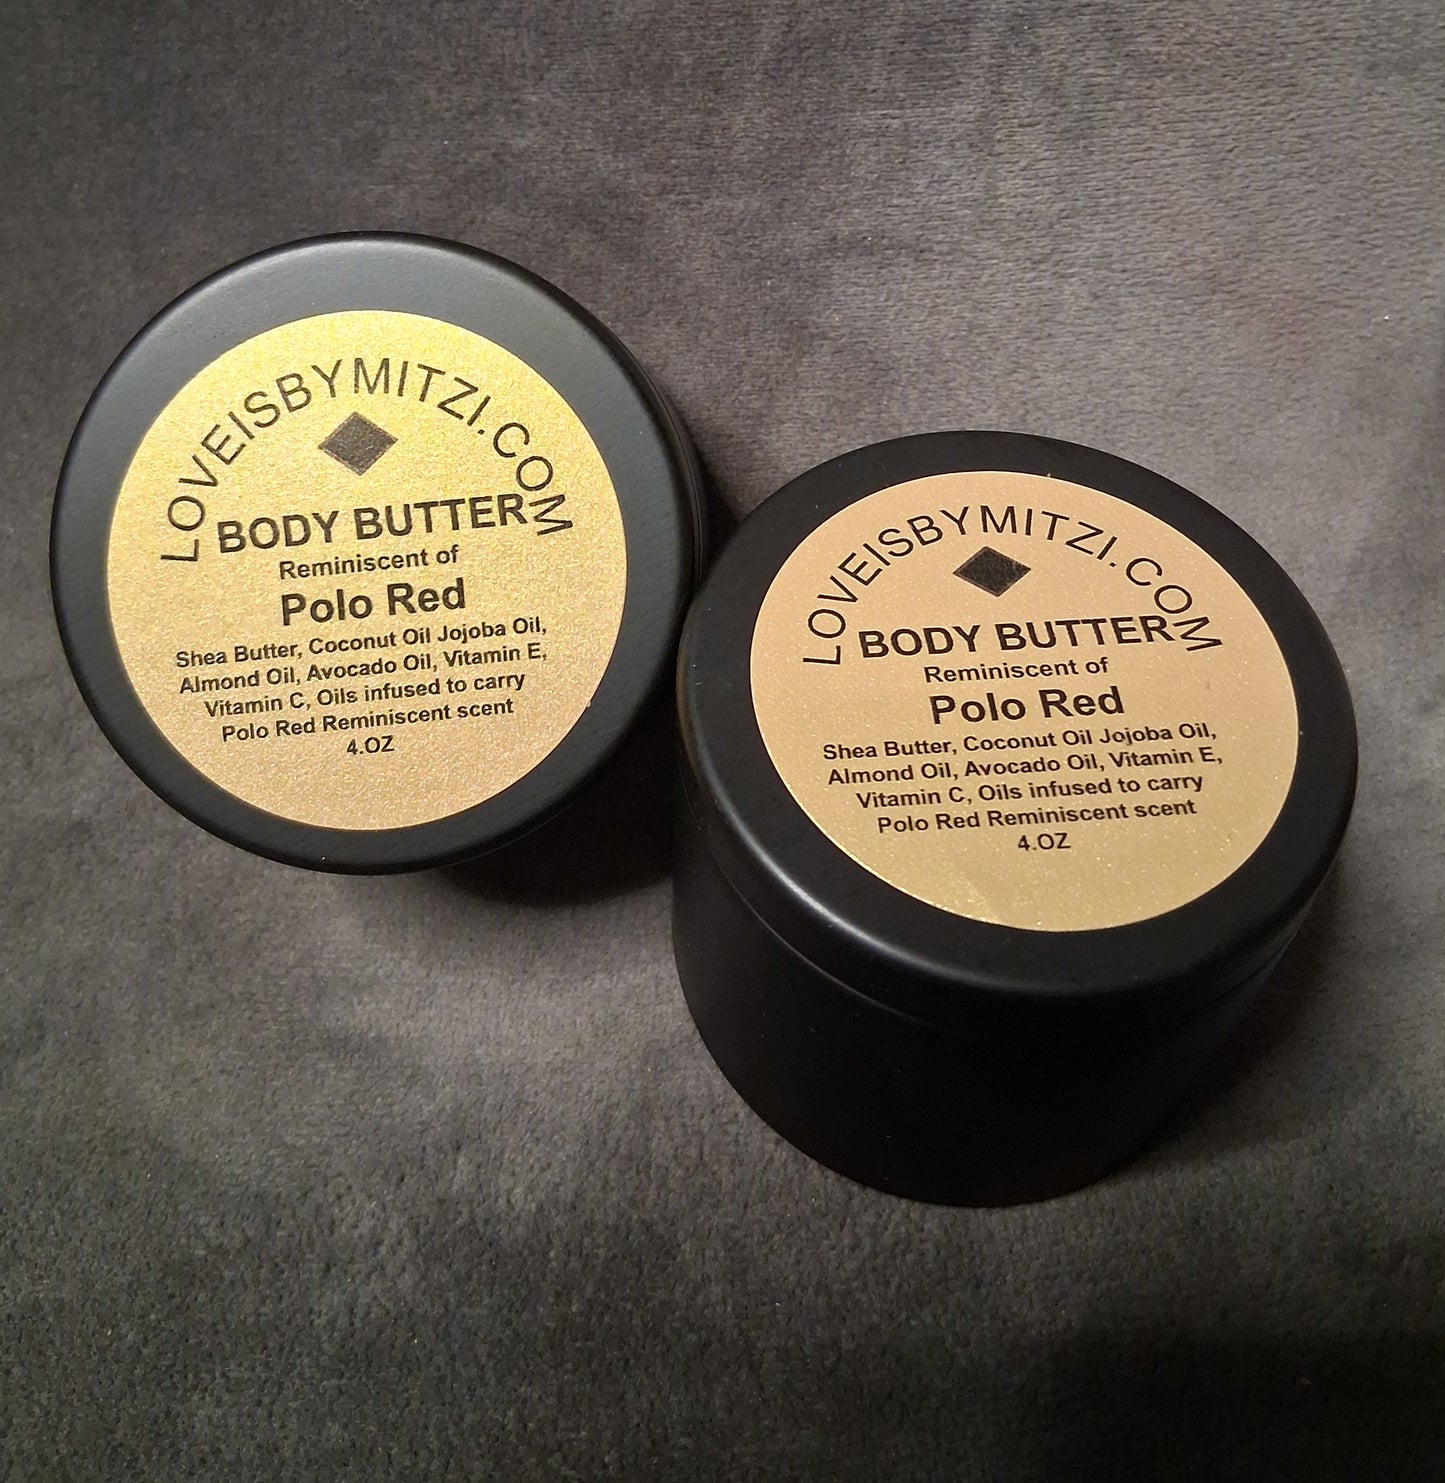 LOVEISBYMITZI.COM
BODY BUTTER
Reminiscent of
Polo Red
Shea Butter, Coconut Oil Jojoba Oil,
Almond Oil, Avocado Oil, Vitamin E,
Vitamin C, Oils infused to carry
Polo Red Reminiscent scent
4.OZ
LOVEISBYMITZI.COM
BODY BUTTER
Reminiscent of
Polo Red
Shea Butter, Coconut Oil Jojoba Oil,
Almond Oil, Avocado Oil, Vitamin E,
Vitamin C, Oils infused to carry
Polo Red Reminiscent scent
4.OZ